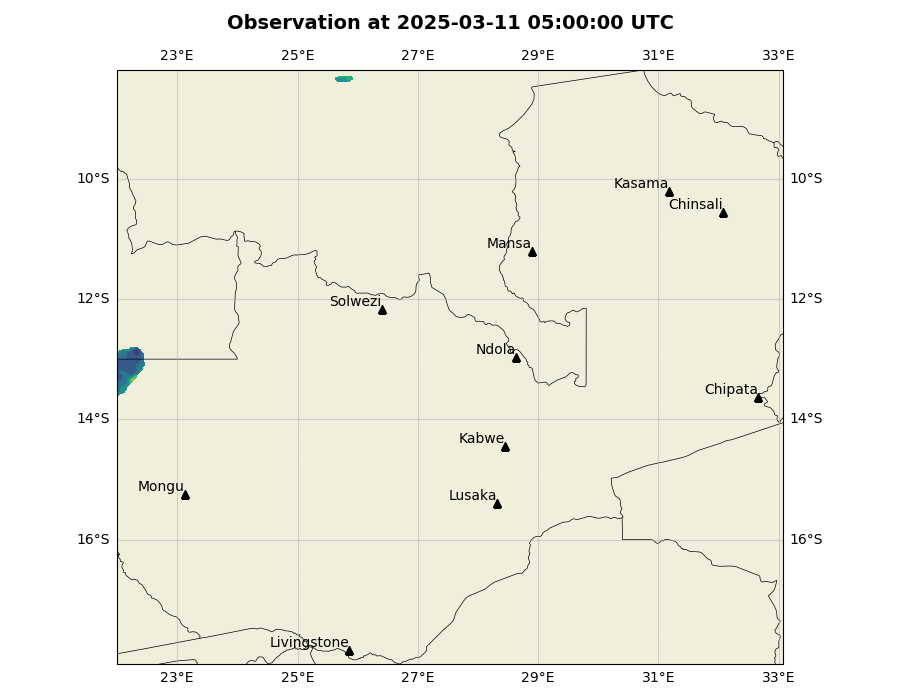 Observation at 2025-03-11 05:00:00 UTC
23°E 25°E 27°E 29°E 31°E 33°E
10°S 10°S
Kasama
Chinsali
Mansa
12°S 12°S
Solwezi
Ndola
Chipata
14°S 14°S
Kabwe
Mongu
Lusaka
16°S 16°S
Livingstone
23°E 25°E 27°E 29°E 31°E 33°E